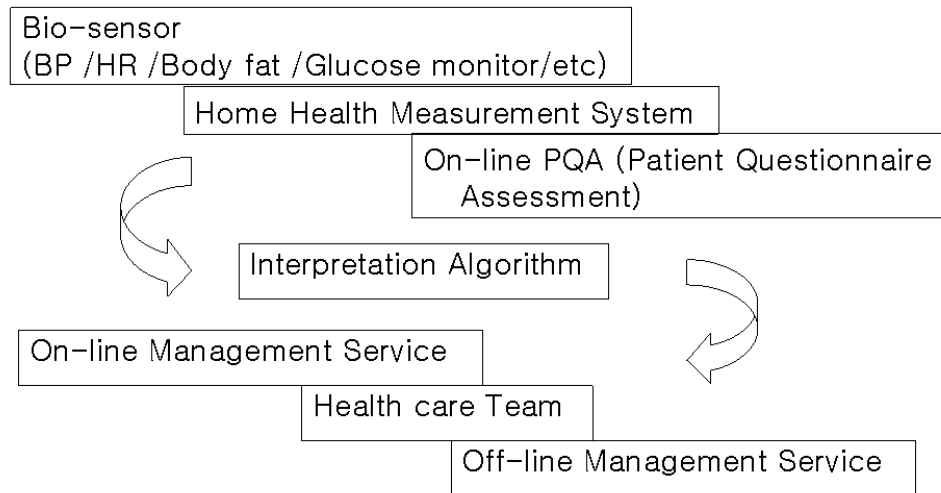 Bio-sensor
(BP /HR /Body fat /Glucose monitor/etc)
Home Health Measurement System
On-line PQA (Patient Questionnaire
Assessment)
Interpretation Algorithm
On-line Management Service
Health care Team
Off-line Management Service